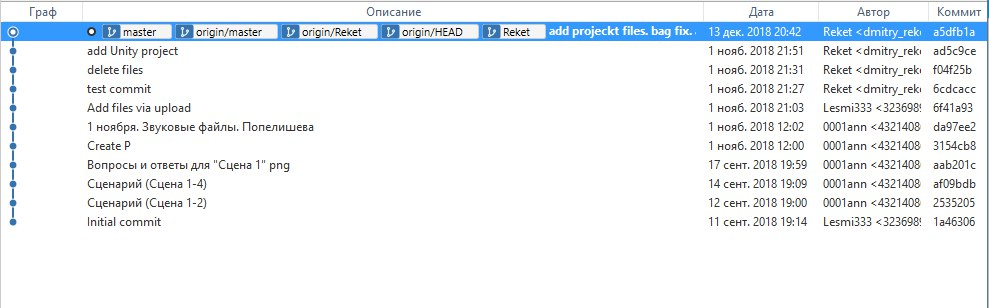 Граф Описание Дата Автор Коммит
master origin/master origin/Reket origin/HEAD Reket add projeckt files. bag fix. 13 дек. 2018 20:42 Reket <dmitry_reke a5dfb1a
add Unity project 1 нояб. 2018 21:51 Reket <dmitry_reke ad5c9ce
delete files 1 нояб. 2018 21:31 Reket <dmitry_reke f04f25b
test commit 1 нояб. 2018 21:27 Reket <dmitry_reke 6cdcacc
Add files via upload 1 нояб. 2018 21:03 Lesmi333 <3236989 6f41a93
1 ноября. Звуковые файлы. Попелишева 1 нояб. 2018 12:02 0001ann <4321408 da97ee2
Create P 1 нояб. 2018 12:00 0001ann <4321408 3154cb8
Вопросы и ответы для "Сцена 1" png 17 сент. 2018 19:59 0001ann <4321408 aab201c
Сценарий (Сцена 1-4) 14 сент. 2018 19:09 0001ann <4321408 af09bdb
Сценарий (Сцена 1-2) 12 сент. 2018 19:00 0001ann <4321408 2535205
Initial commit 11 сент. 2018 19:14 Lesmi333 <3236989 1a46306